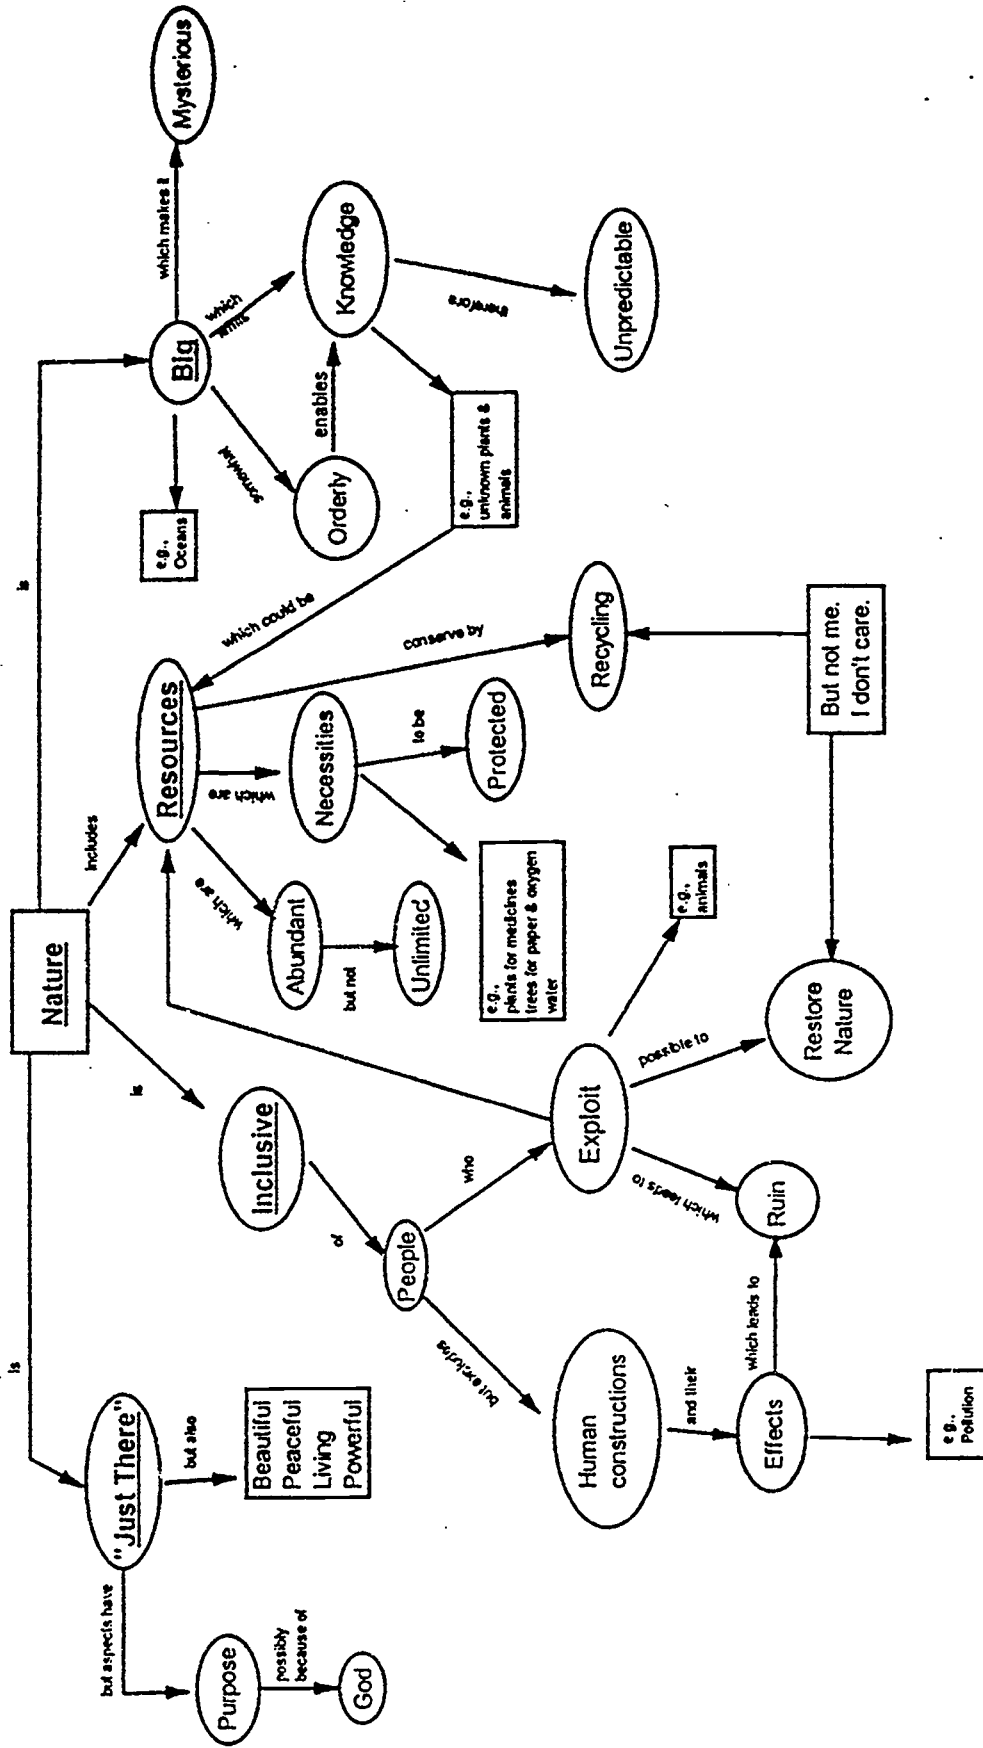 Nature
is
"Just There"
but aspects have
Purpose
possibly
because of
God
but also
Beautiful
Peaceful
Living
Powerful
is
Inclusive
of
People
but excludes
Human
constructions
and their
Effects
e g.,
Pollution
which leads to
Ruin
who
Exploit
which leads to
possible to
Restore
Nature
e.g.,
animals
includes
Resources
which are
Abundant
but not
Unlimited
which are
Necessities
e.g.,
plants for medicines
trees for paper & oxygen
water
to be
Protected
conserve by
Recycling
But not me.
I don't care.
is
Big
e.g.,
Oceans
which makes it
Mysterious
somewhat
Orderly
enables
which
limits
Knowledge
therefore
Unpredictable
e.g.,
unknown plants &
animals
which could be